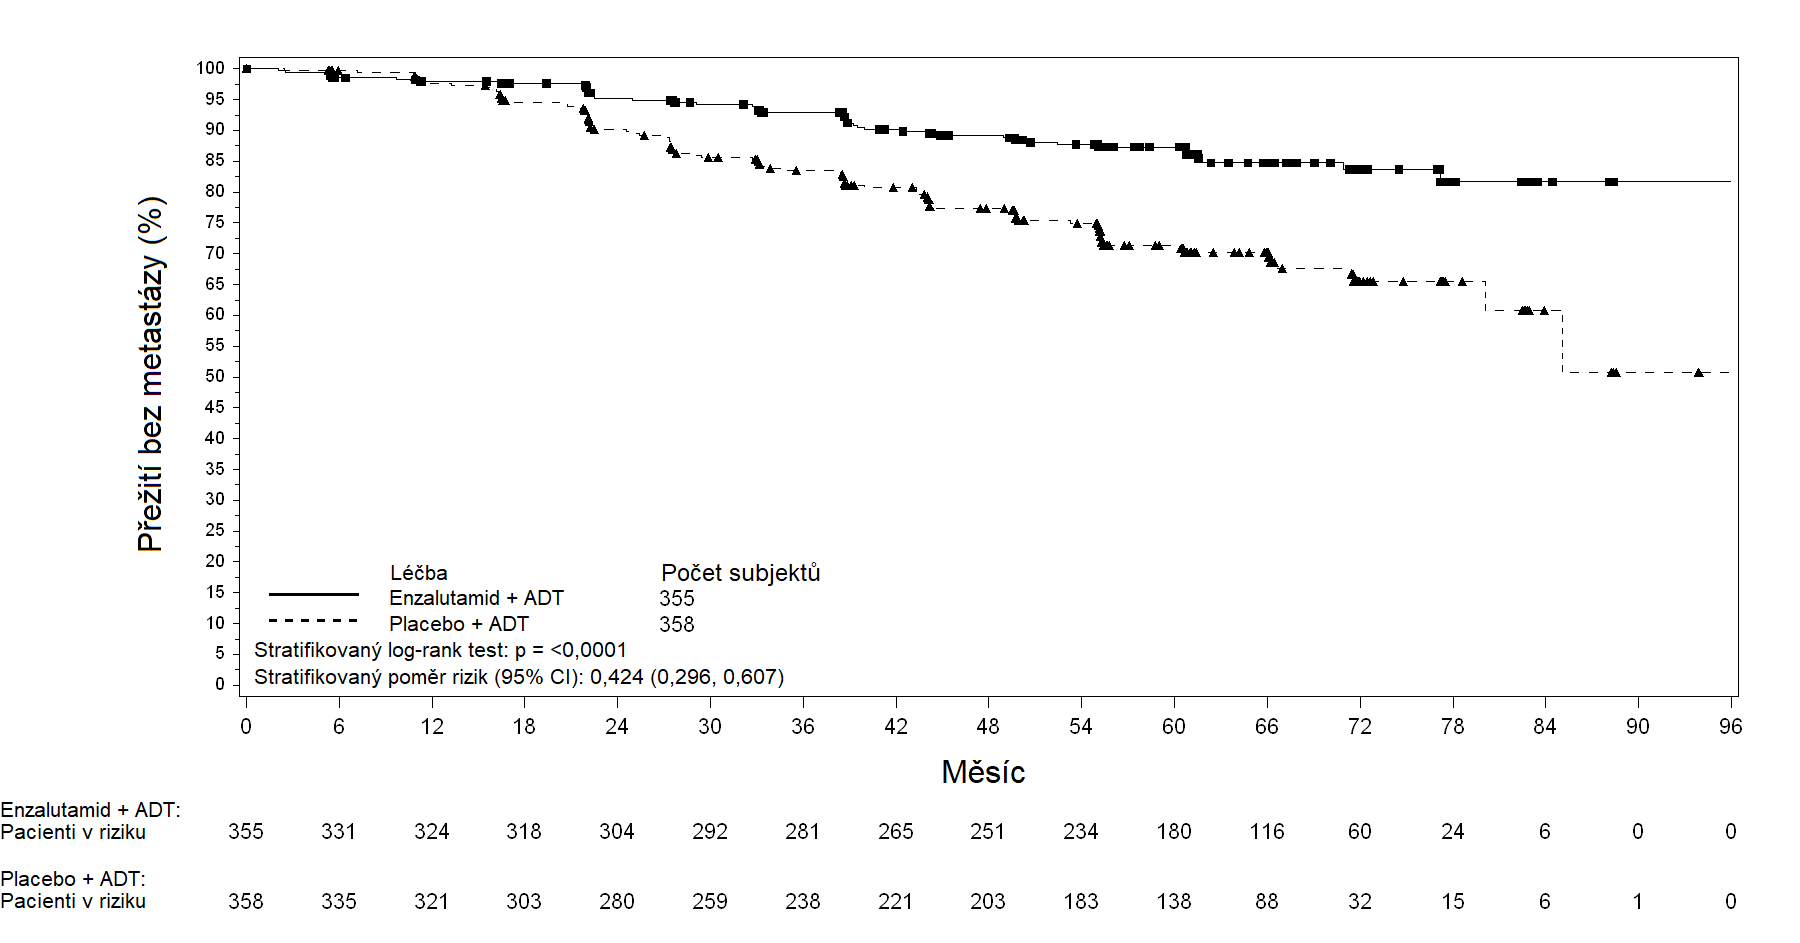 Přežití bez metastázy (%)
100
95
90
85
80
75
70
65
60
55
50
45
40
35
30
25
20
15
10
5
0
Léčba Počet subjektů
Enzalutamid + ADT 355
Placebo + ADT 358
Stratifikovaný log-rank test: p = <0,0001
Stratifikovaný poměr rizik (95% CI): 0,424 (0,296, 0,607)
0 6 12 18 24 30 36 42 48 54 60 66 72 78 84 90 96
Měsíc
Enzalutamid + ADT:
Pacienti v riziku 355 331 324 318 304 292 281 265 251 234 180 116 60 24 6 0 0
Placebo + ADT:
Pacienti v riziku 358 335 321 303 280 259 238 221 203 183 138 88 32 15 6 1 0